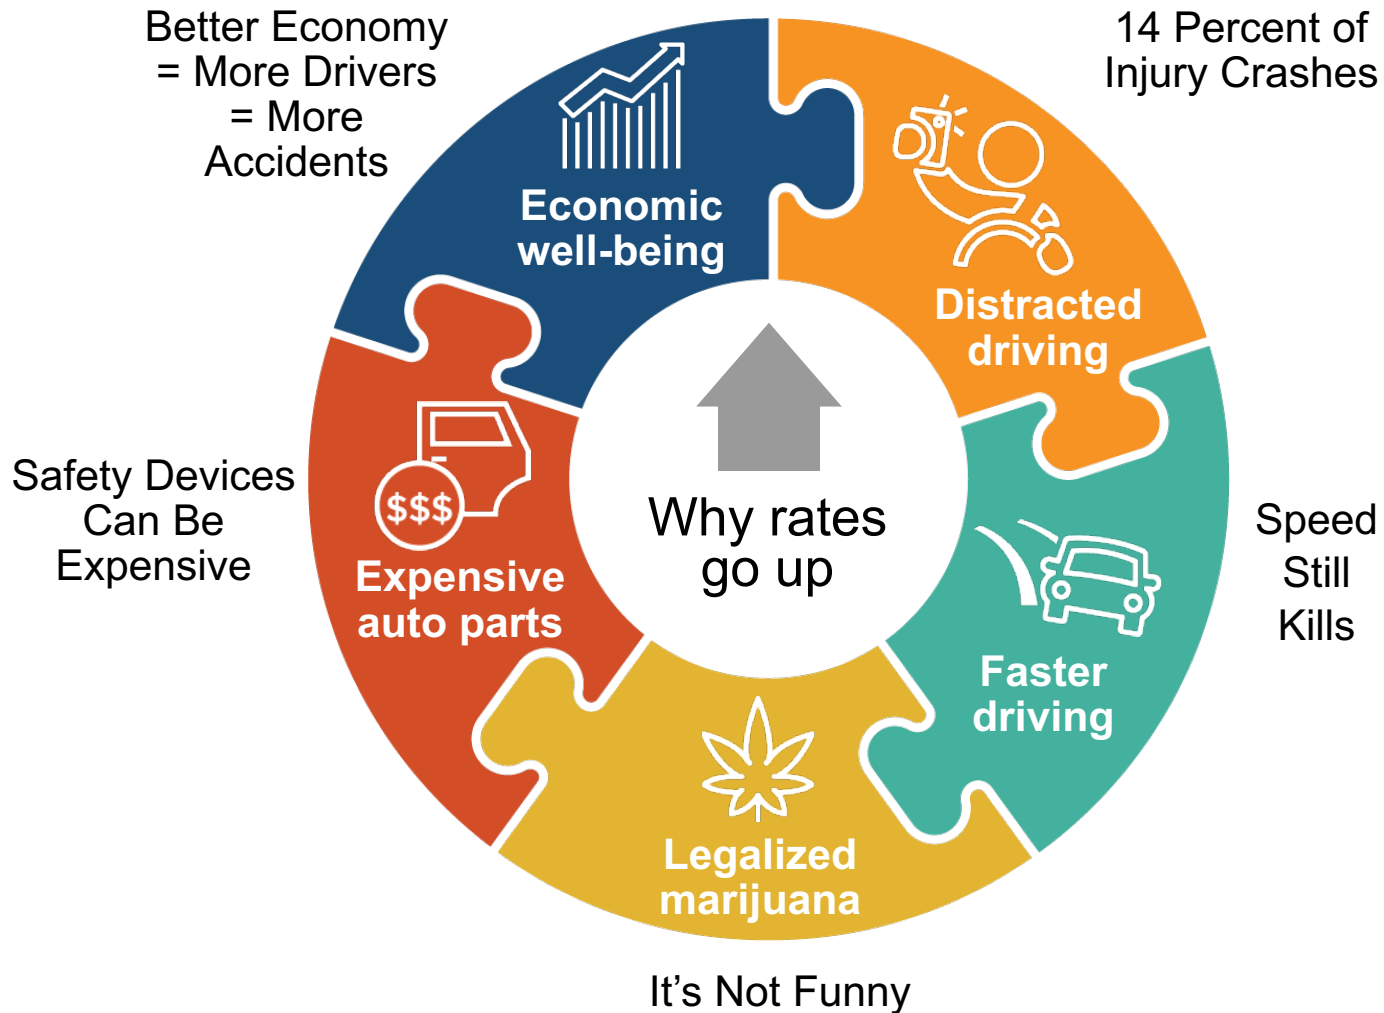 Better Economy
= More Drivers
= More
Accidents
14 Percent of
Injury Crashes
Economic
well-being
Distracted
driving
Safety Devices
Can Be
Expensive
$$$
Expensive
auto parts
Why rates
go up
Speed
Still
Kills
Faster
driving
Legalized
marijuana
It’s Not Funny